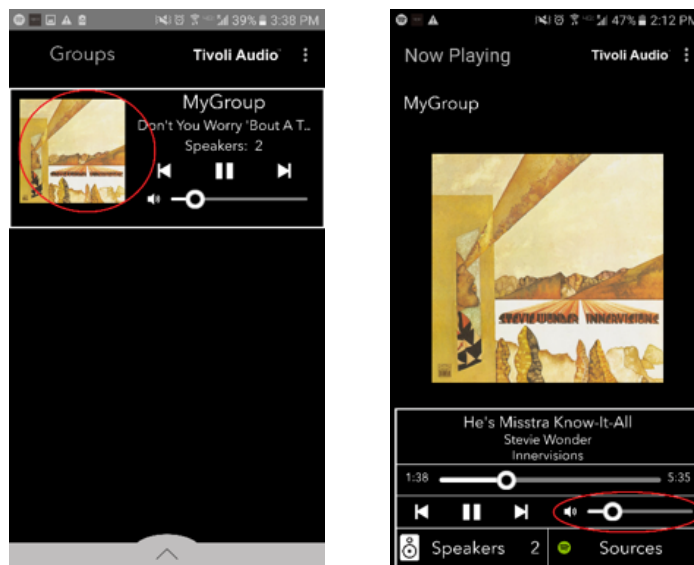 39% 3:38 PM
Groups Tivoli Audio
MyGroup
Don't You Worry 'Bout A T...
Speakers: 2
47% 2:12 PM
Now Playing Tivoli Audio
MyGroup
STEVIE WONDER INNERVISIONS
He's Misstra Know-It-All
Stevie Wonder
Innervisions
1:38 5:35
Speakers 2 Sources